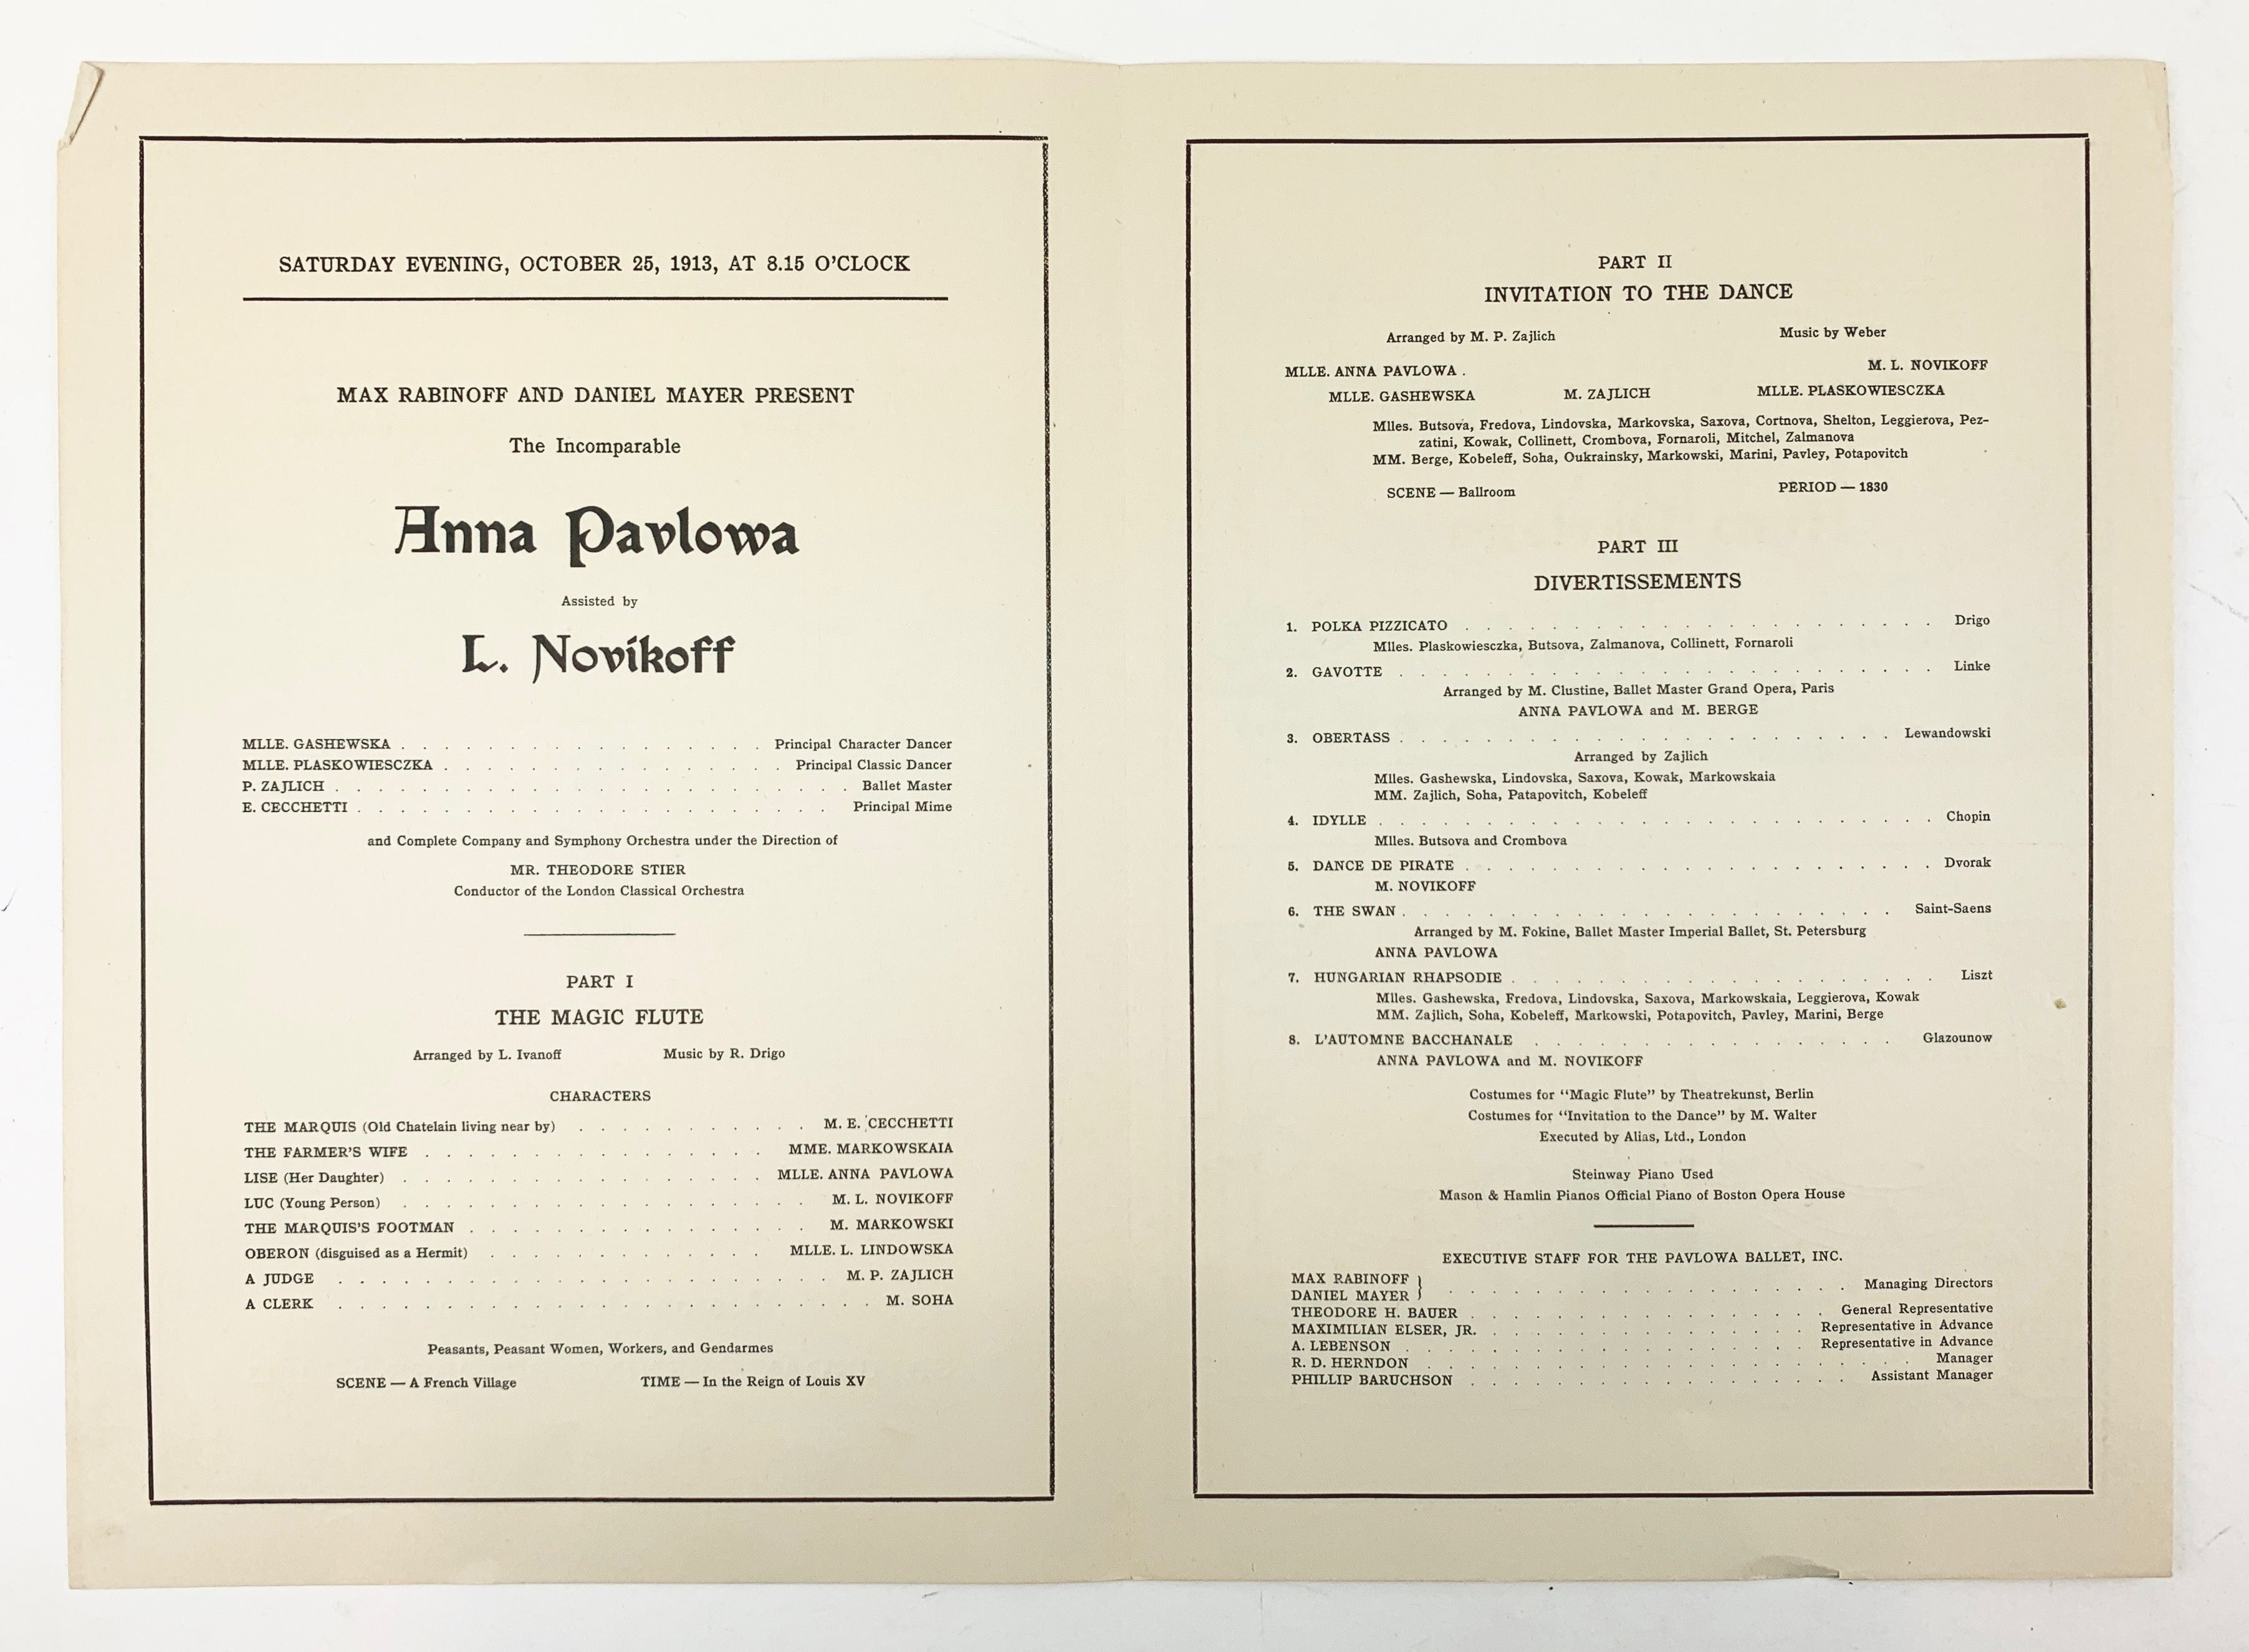 SATURDAY EVENING, OCTOBER 25, 1913, AT 8.15 O'CLOCK
MAX RABINOFF AND DANIEL MAYER PRESENT
The Incomparable
Anna Pavlowa
Assisted by
L. Novikoff
MLLE. GASHEWSKA . . . . . . . . . . . . . . . . . Principal Character Dancer
MLLE. PLASKOWIESCZKA . . . . . . . . . . . . . . . . Principal Classic Dancer
P. ZAJLICH . . . . . . . . . . . . . . . . . . . . . . . . Ballet Master
E. CECCHETTI . . . . . . . . . . . . . . . . . . . . . . Principal Mime
and Complete Company and Symphony Orchestra under the Direction of
MR. THEODORE STIER
Conductor of the London Classical Orchestra
PART I
THE MAGIC FLUTE
Arranged by L. Ivanoff Music by R. Drigo
CHARACTERS
THE MARQUIS (Old Chatelain living near by) . . . . . . . . . . . M. E. CECCHETTI
THE FARMER'S WIFE . . . . . . . . . . . . . . . . MME. MARKOWSKAIA
LISE (Her Daughter) . . . . . . . . . . . . . . . . . MLLE. ANNA PAVLOWA
LUC (Young Person) . . . . . . . . . . . . . . . . . . . M. L. NOVIKOFF
THE MARQUIS'S FOOTMAN . . . . . . . . . . . . . . . . M. MARKOWSKI
OBERON (disguised as a Hermit) . . . . . . . . . . . . . MLLE. L. LINDOWSKA
A JUDGE . . . . . . . . . . . . . . . . . . . . . . . M. P. ZAJLICH
A CLERK . . . . . . . . . . . . . . . . . . . . . . . . . M. SOHA
Peasants, Peasant Women, Workers, and Gendarmes
SCENE — A French Village TIME — In the Reign of Louis XV
PART II
INVITATION TO THE DANCE
Arranged by M. P. Zajlich Music by Weber
MLLE. ANNA PAVLOWA . M. L. NOVIKOFF
MLLE. GASHEWSKA M. ZAJLICH MLLE. PLASKOWIESCZKA
Mlles. Butsova, Fredova, Lindovska, Markovska, Saxova, Cortnova, Shelton, Leggierova, Pez-
zatini, Kowak, Collinett, Crombova, Fornaroli, Mitchel, Zalmanova
MM. Berge, Kobeleff, Soha, Oukrainsky, Markowski, Marini, Pavley, Potapovitch
SCENE — Ballroom PERIOD — 1830
PART III
DIVERTISSEMENTS
1. POLKA PIZZICATO . . . . . . . . . . . . . . . . . Drigo
Mlles. Plaskowiesczka, Butsova, Zalmanova, Collinett, Fornaroli
2. GAVOTTE . . . . . . . . . . . . . . . . . . . Linke
Arranged by M. Clustine, Ballet Master Grand Opera, Paris
ANNA PAVLOWA and M. BERGE
3. OBERTASS . . . . . . . . . . . . . . . . . . Lewandowski
Arranged by Zajlich
Mlles. Gashewska, Lindovska, Saxova, Kowak, Markowskaia
MM. Zajlich, Soha, Patapovitch, Kobeleff
4. IDYLLE . . . . . . . . . . . . . . . . . . . . Chopin
Mlles. Butsova and Crombova
5. DANCE DE PIRATE . . . . . . . . . . . . . . . . . Dvorak
M. NOVIKOFF
6. THE SWAN . . . . . . . . . . . . . . . . . . Saint-Saens
Arranged by M. Fokine, Ballet Master Imperial Ballet, St. Petersburg
ANNA PAVLOWA
7. HUNGARIAN RHAPSODIE . . . . . . . . . . . . . . . Liszt
Mlles. Gashewska, Fredova, Lindovska, Saxova, Markowskaia, Leggierova, Kowak
MM. Zajlich, Soha, Kobeleff, Markowski, Potapovitch, Pavley, Marini, Berge
8. L'AUTOMNE BACCHANALE . . . . . . . . . . . . . Glazounow
ANNA PAVLOWA and M. NOVIKOFF
Costumes for "Magic Flute" by Theatrekunst, Berlin
Costumes for "Invitation to the Dance" by M. Walter
Executed by Alias, Ltd., London
Steinway Piano Used
Mason & Hamlin Pianos Official Piano of Boston Opera House
EXECUTIVE STAFF FOR THE PAVLOWA BALLET, INC.
MAX RABINOFF
DANIEL MAYER } . . . . . . . . . . . . . . Managing Directors
THEODORE H. BAUER . . . . . . . . . . . . . General Representative
MAXIMILIAN ELSER, JR. . . . . . . . . . . . . Representative in Advance
A. LEBENSON . . . . . . . . . . . . . . . Representative in Advance
R. D. HERNDON . . . . . . . . . . . . . . . . . . Manager
PHILLIP BARUCHSON . . . . . . . . . . . . . . Assistant Manager